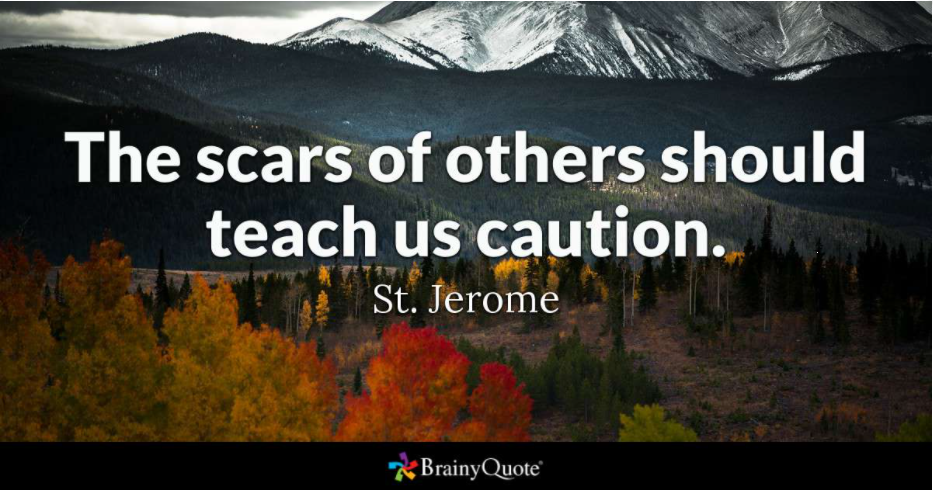 The scars of others should
teach us caution.
St. Jerome
BrainyQuote®